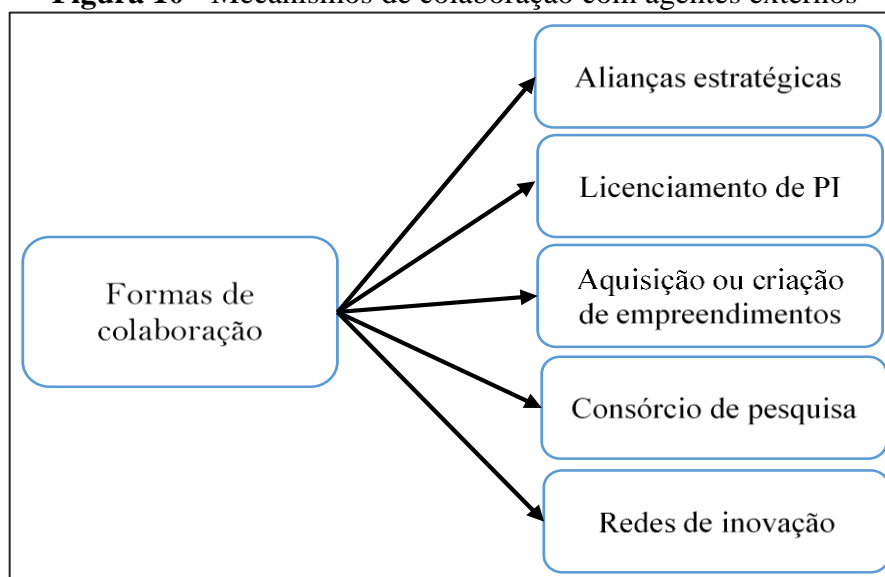 Figura 10 - Mecanismos de colaboração com agentes externos
Formas de
colaboração
Alianças estratégicas
Licenciamento de PI
Aquisição ou criação
de empreendimentos
Consórcio de pesquisa
Redes de inovação